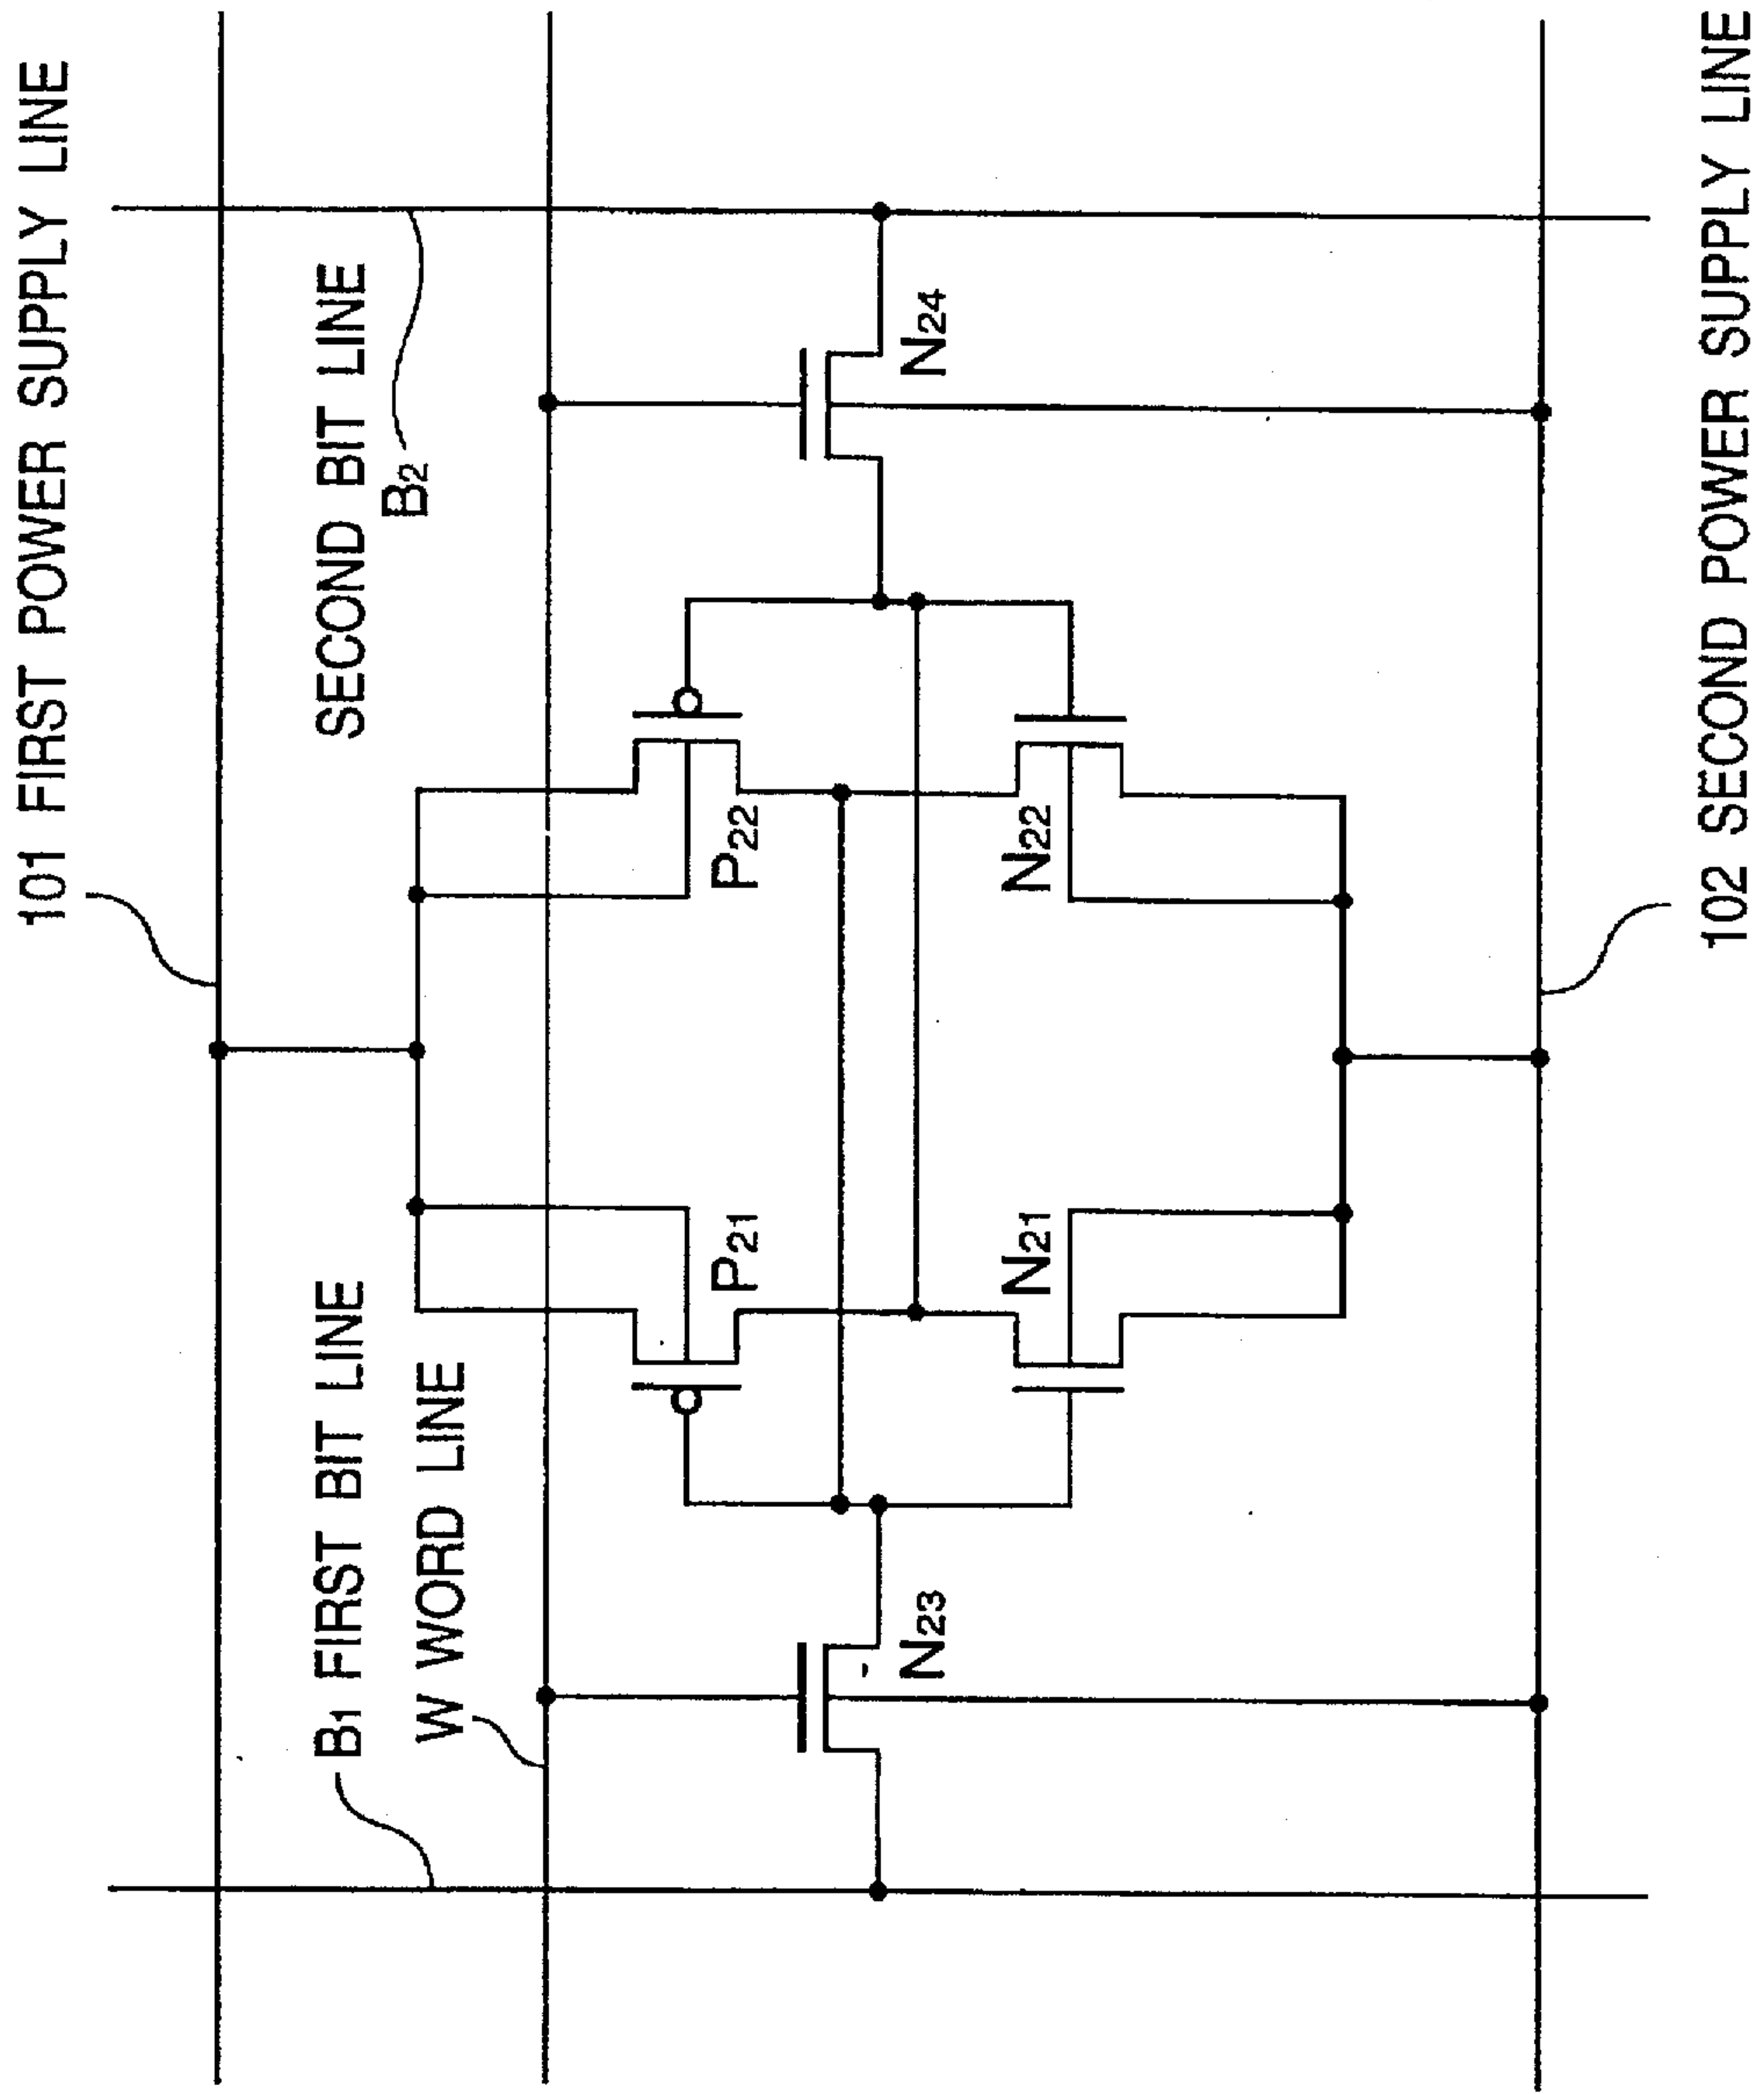 101 FIRST POWER SUPPLY LINE
B1 FIRST BIT LINE
SECOND BIT LINE
B2
W WORD LINE
P21
P22
N23
N24
N21
N22
102 SECOND POWER SUPPLY LINE